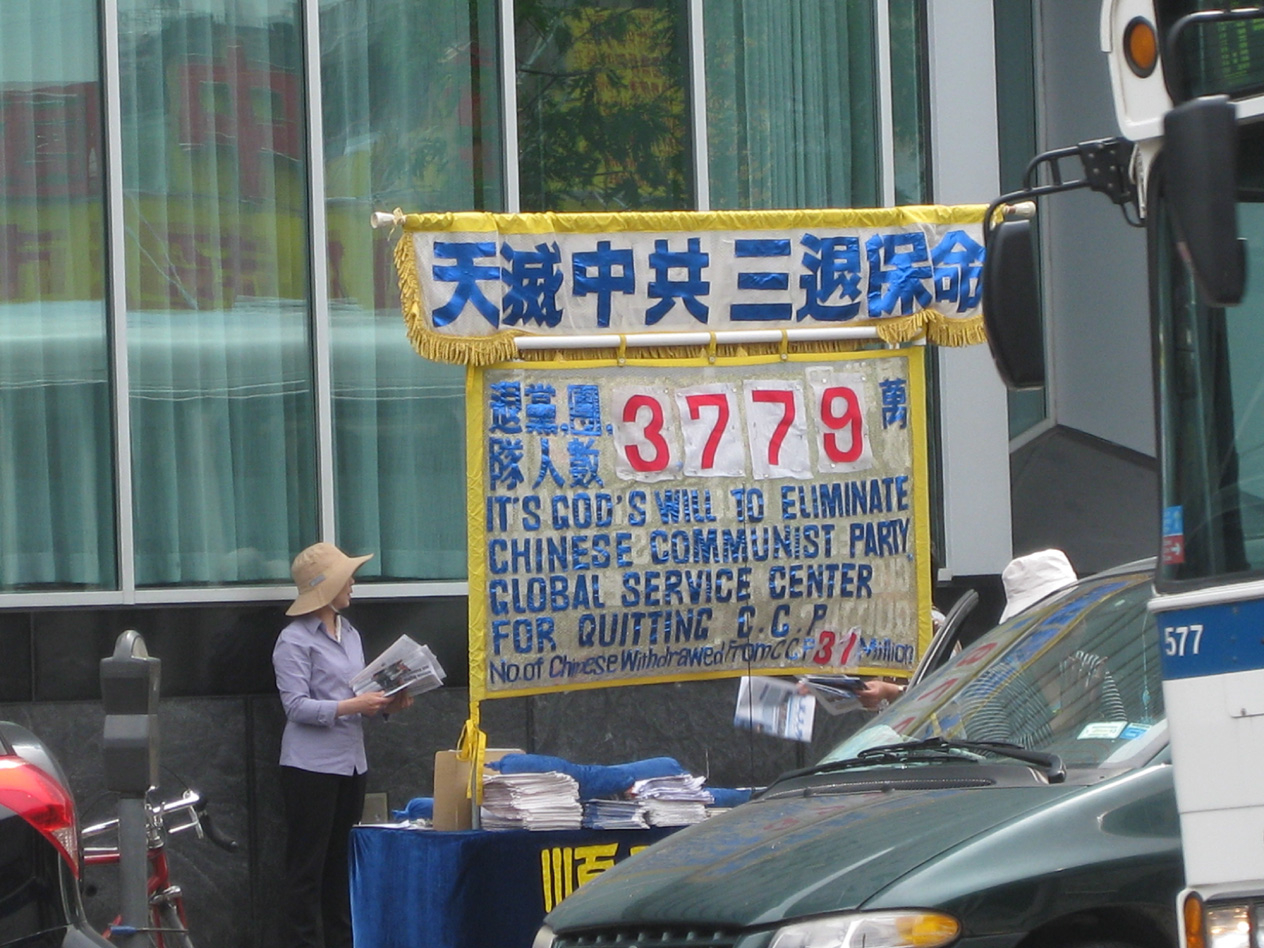 天滅中共三退保命
退黨.團. 3779 萬
隊人数
IT'S GOD'S WILL TO ELIMINATE
CHINESE COMMUNIST PARTY
GLOBAL SERVICE CENTER
FOR QUITTING C.C.P
No. of Chinese Withdrawed From C.C.P 31 Million
順
577